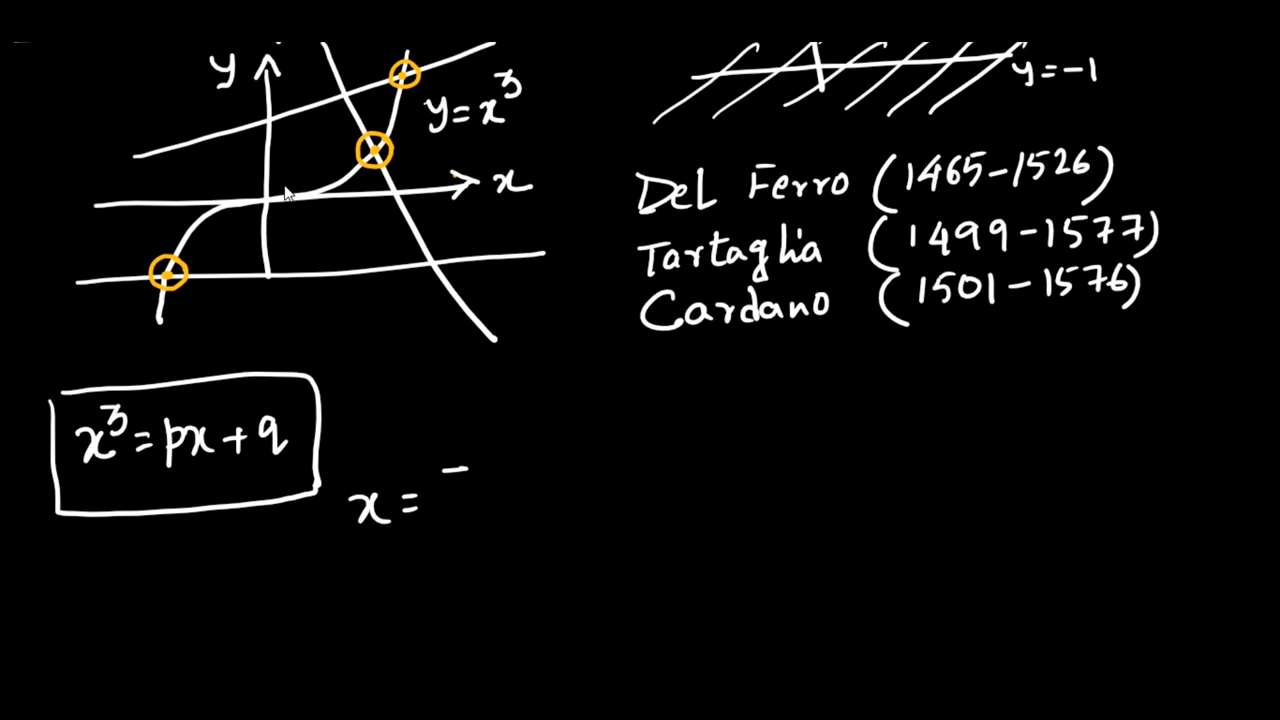 y
y=x³
x
y=-1
Del Ferro (1465-1526)
Tartaglia (1499-1577)
Cardano (1501-1576)
x³=px+q
x= -